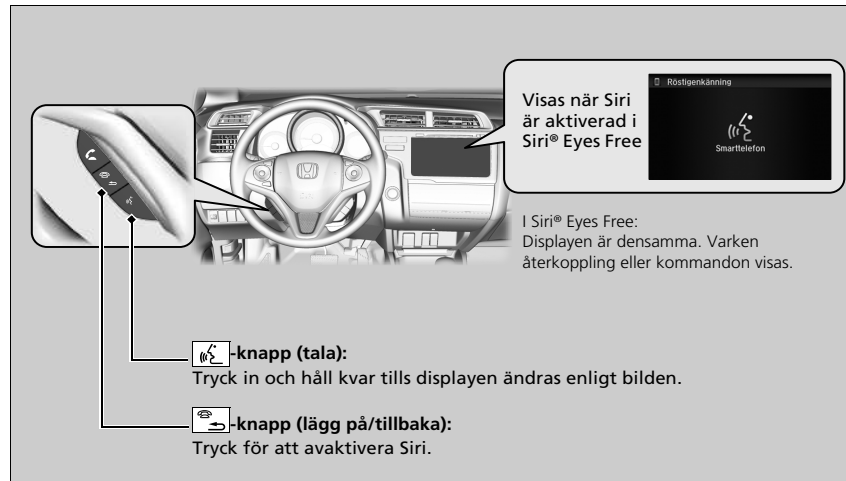 Visas när Siri
är aktiverad i
Siri® Eyes Free
Röstigenkänning
Smarttelefon
I Siri® Eyes Free:
Displayen är densamma. Varken
återkoppling eller kommandon visas.
-knapp (tala):
Tryck in och håll kvar tills displayen ändras enligt bilden.
-knapp (lägg på/tillbaka):
Tryck för att avaktivera Siri.